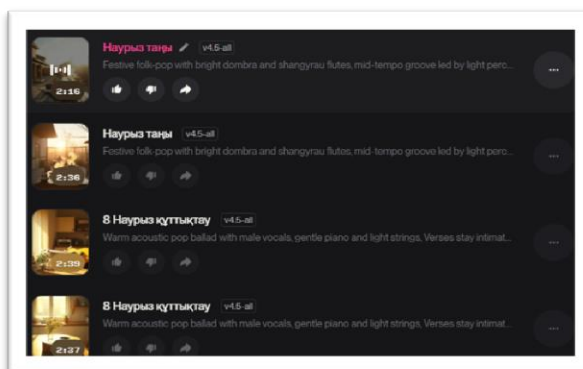 Наурыз таңы v4.5-all
Festive folk-pop with bright dombra and shangyrau flutes, mid-tempo groove led by light perc...
2:16
Наурыз таңы v4.5-all
Festive folk-pop with bright dombra and shangyrau flutes, mid-tempo groove led by light perc...
2:36
8 Наурыз құттықтау v4.5-all
Warm acoustic pop ballad with male vocals, gentle piano and light strings, Verses stay intimat...
2:39
8 Наурыз құттықтау v4.5-all
Warm acoustic pop ballad with male vocals, gentle piano and light strings, Verses stay intimat...
2:37